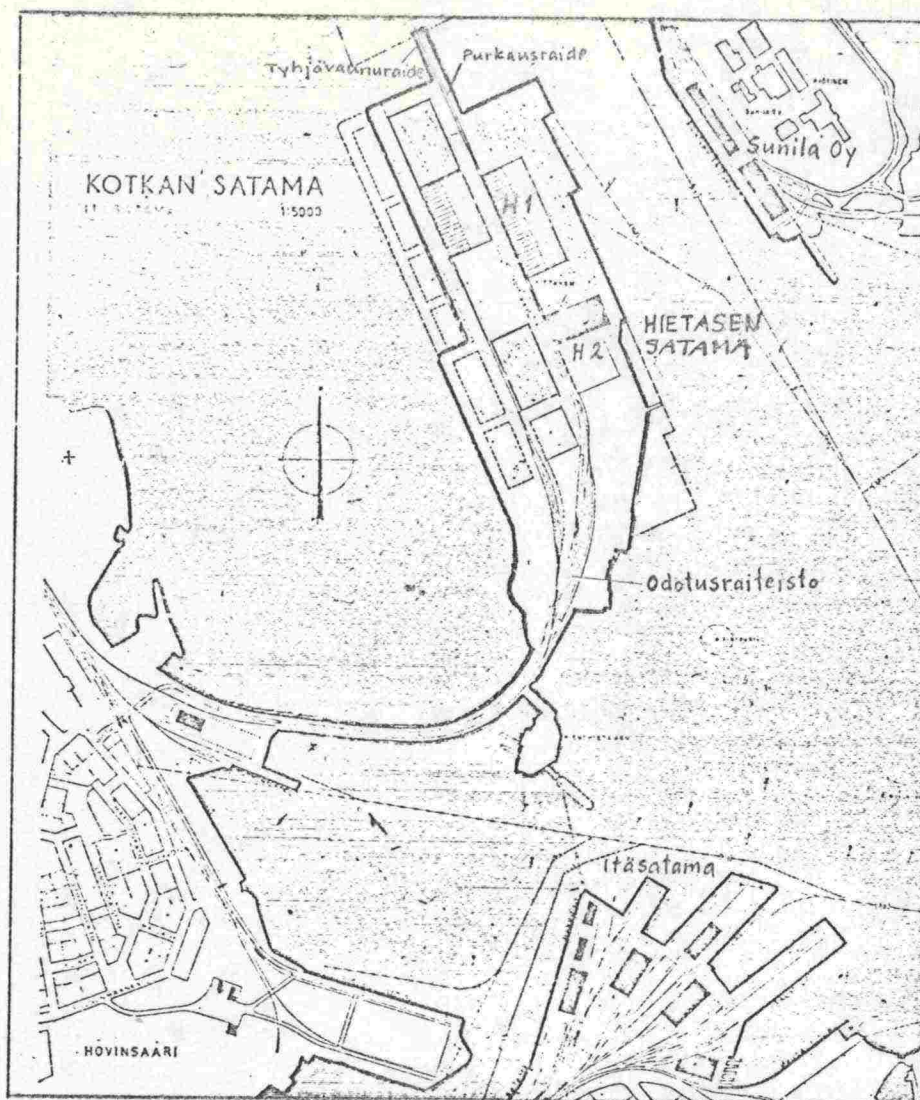 Tyhjävaunuraide
Purkausraide
Sunila Oy
KOTKAN SATAMA
1:5000
H1
HIETASEN
SATAMA
H2
Odotusraiteisto
Itäsatama
HOVINSAARI